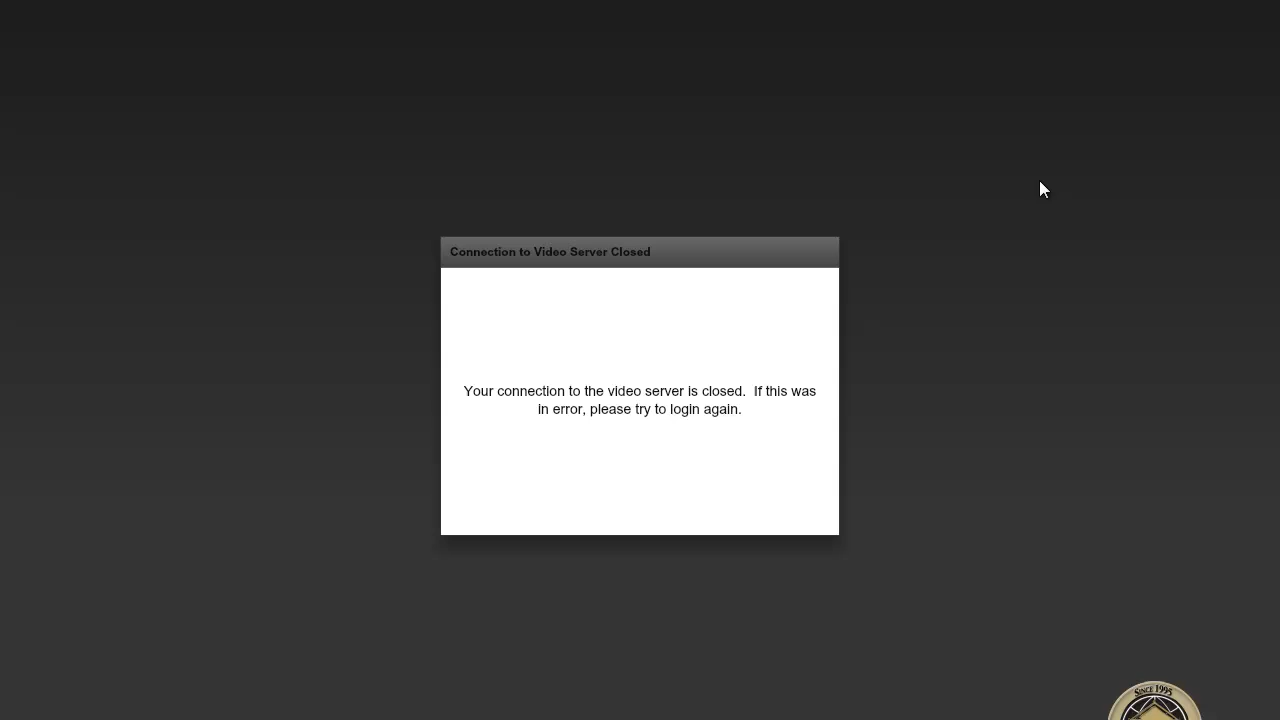 Connection to Video Server Closed
Your connection to the video server is closed.  If this was
in error, please try to login again.
SINCE 1995